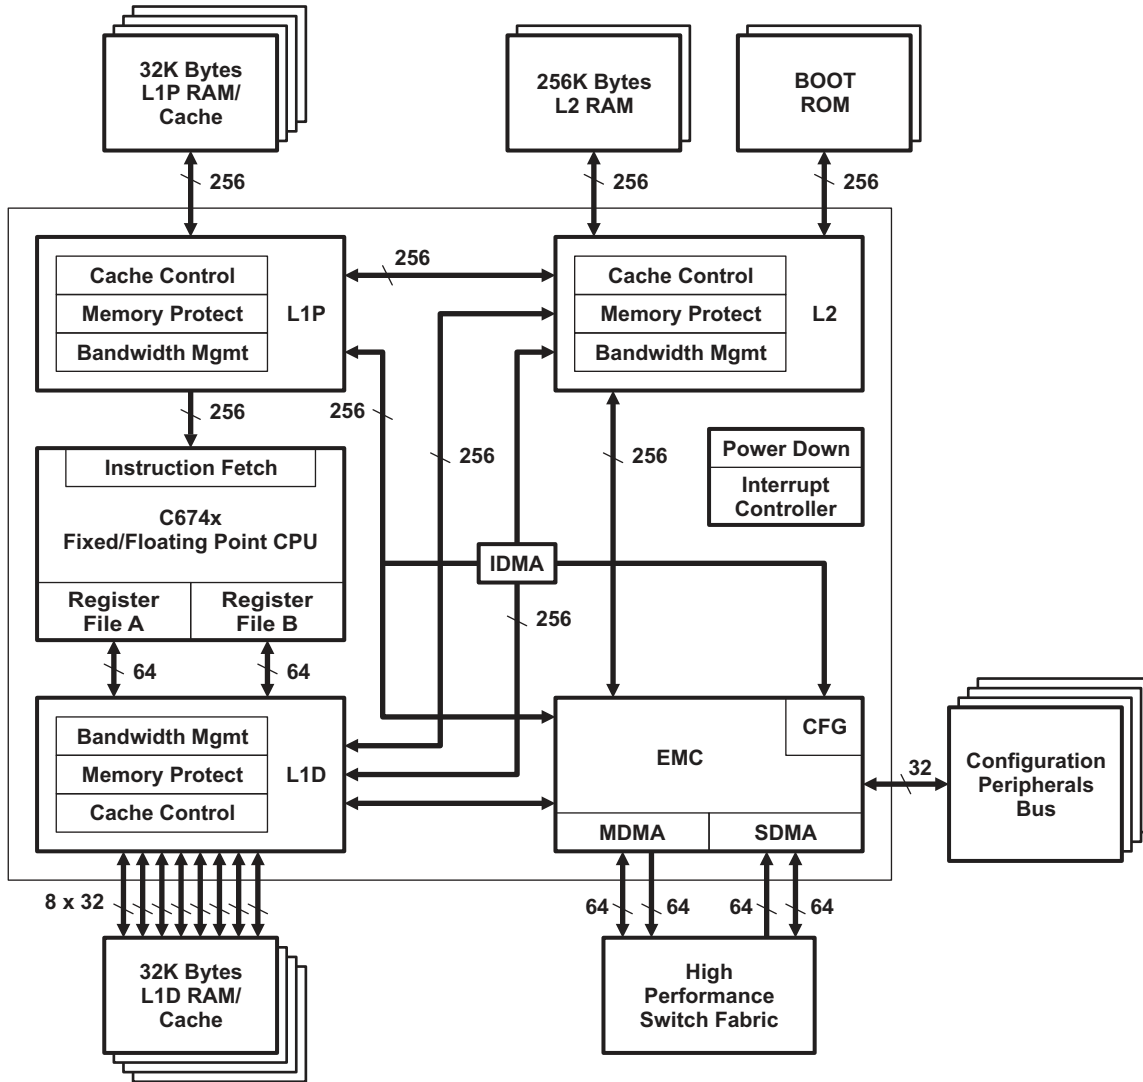 32K Bytes
L1P RAM/
Cache
256K Bytes
L2 RAM
BOOT
ROM
256
256
256
Cache Control
Memory Protect
Bandwidth Mgmt
L1P
256
Cache Control
Memory Protect
Bandwidth Mgmt
L2
256
256
256
256
Instruction Fetch
C674x
Fixed/Floating Point CPU
Register
File A
Register
File B
Power Down
Interrupt
Controller
IDMA
256
64
64
Bandwidth Mgmt
Memory Protect
Cache Control
L1D
CFG
EMC
MDMA
SDMA
32
Configuration
Peripherals
Bus
8 x 32
64
64
64
64
32K Bytes
L1D RAM/
Cache
High
Performance
Switch Fabric